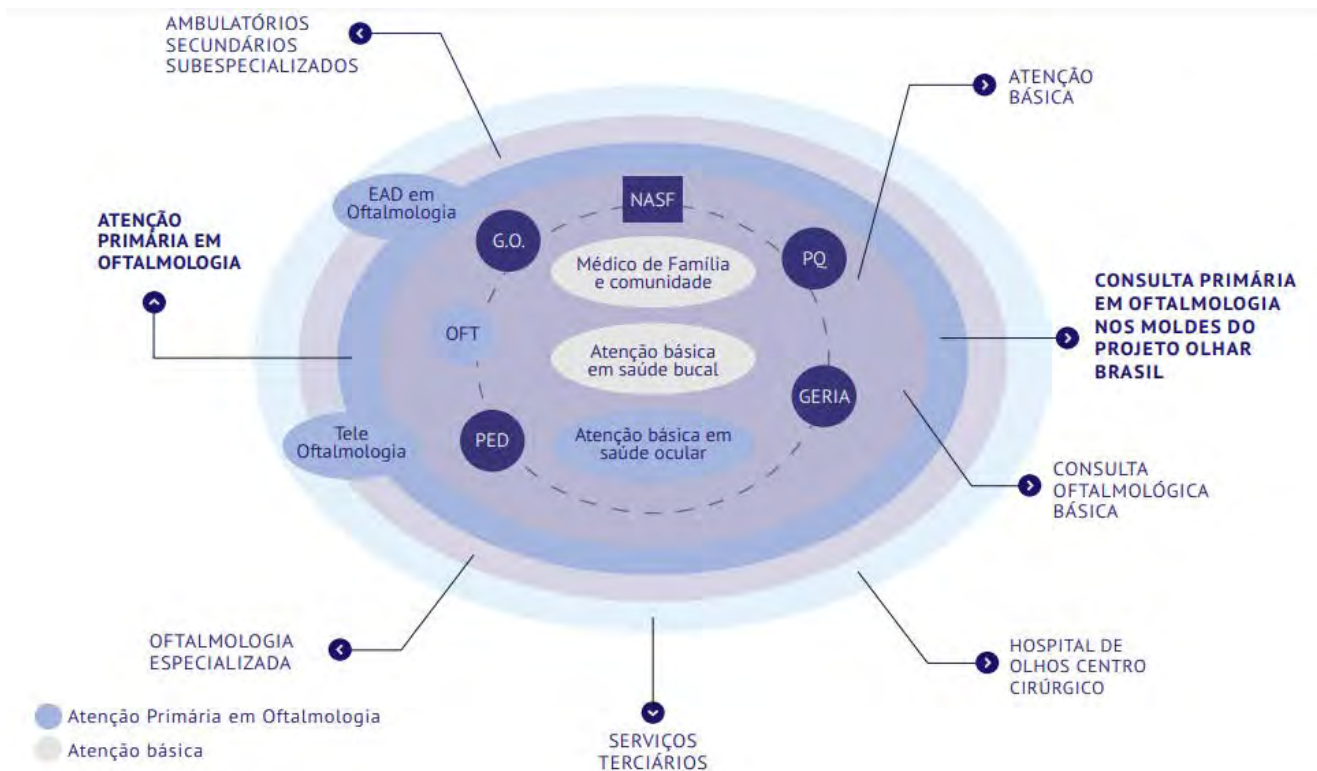 AMBULATÓRIOS
SECUNDÁRIOS
SUBESPECIALIZADOS
ATENÇÃO
BÁSICA
EAD em
Oftalmologia
NASF
G.O.
PQ
Médico de Família
e comunidade
ATENÇÃO
PRIMÁRIA EM
OFTALMOLOGIA
CONSULTA PRIMÁRIA
EM OFTALMOLOGIA
NOS MOLDES DO
PROJETO OLHAR
BRASIL
OFT
Atenção básica
em saúde bucal
GERIA
Tele
Oftalmologia
PED
Atenção básica em
saúde ocular
CONSULTA
OFTALMOLÓGICA
BÁSICA
OFTALMOLOGIA
ESPECIALIZADA
HOSPITAL DE
OLHOS CENTRO
CIRÚRGICO
SERVIÇOS
TERCIÁRIOS
Atenção Primária em Oftalmologia
Atenção básica